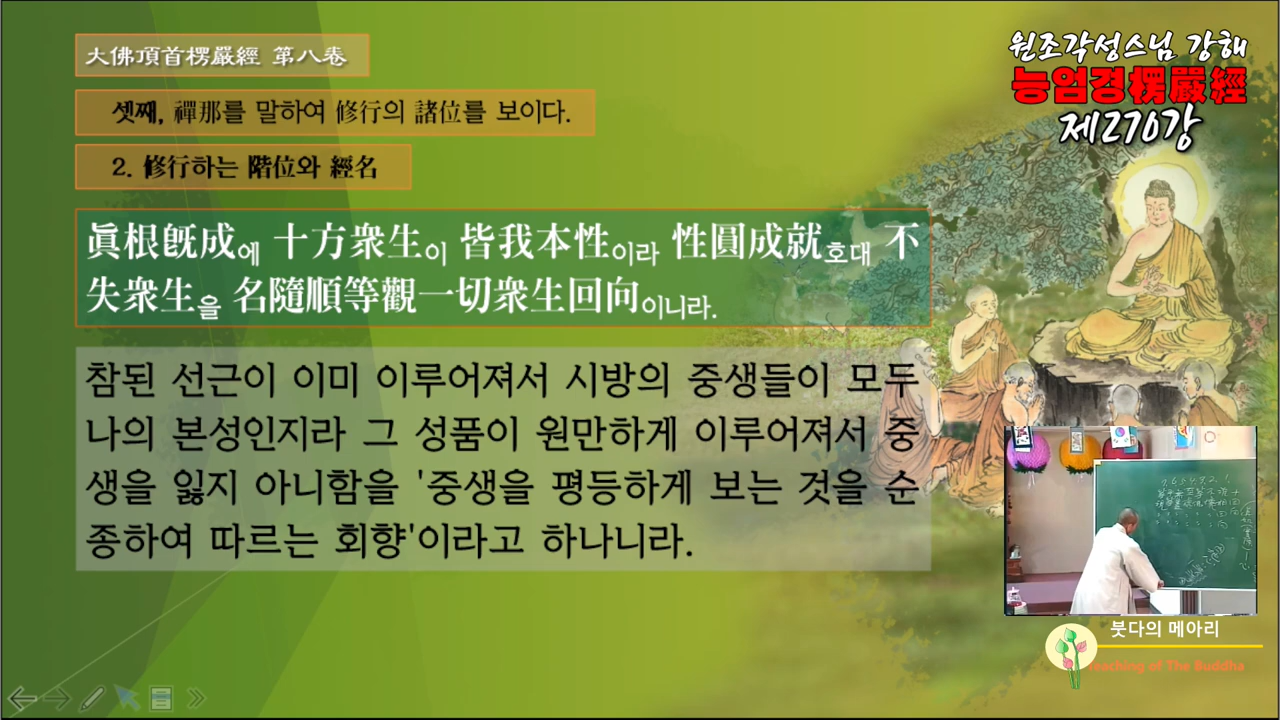 大佛頂首楞嚴經 第八卷
셋째, 禪那를 말하여 修行의 諸位를 보이다.
2. 修行하는 階位와 經名
眞根旣成에 十方衆生이 皆我本性이라 性圓成就호대 不
失衆生을 名隨順等觀一切衆生回向이니라.
참된 선근이 이미 이루어져서 시방의 중생들이 모두
나의 본성인지라 그 성품이 원만하게 이루어져서 중
생을 잃지 아니함을 '중생을 평등하게 보는 것을 순
종하여 따르는 회향'이라고 하나니라.
원조각성스님 강해
능엄경楞嚴經
제270강
붓다의 메아리
Teaching of The Buddha